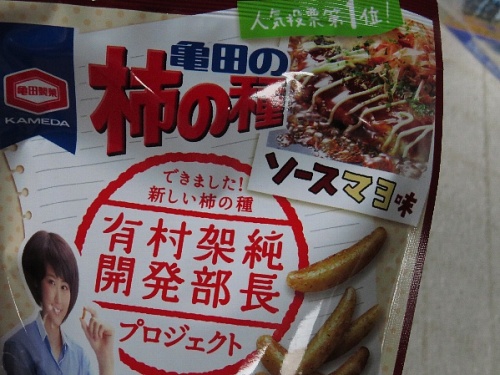 人気投票第1位!
亀田の
柿の種
亀田製菓
KAMEDA
ソースマヨ味
できました!
新しい柿の種
有村架純
開発部長
プロジェクト